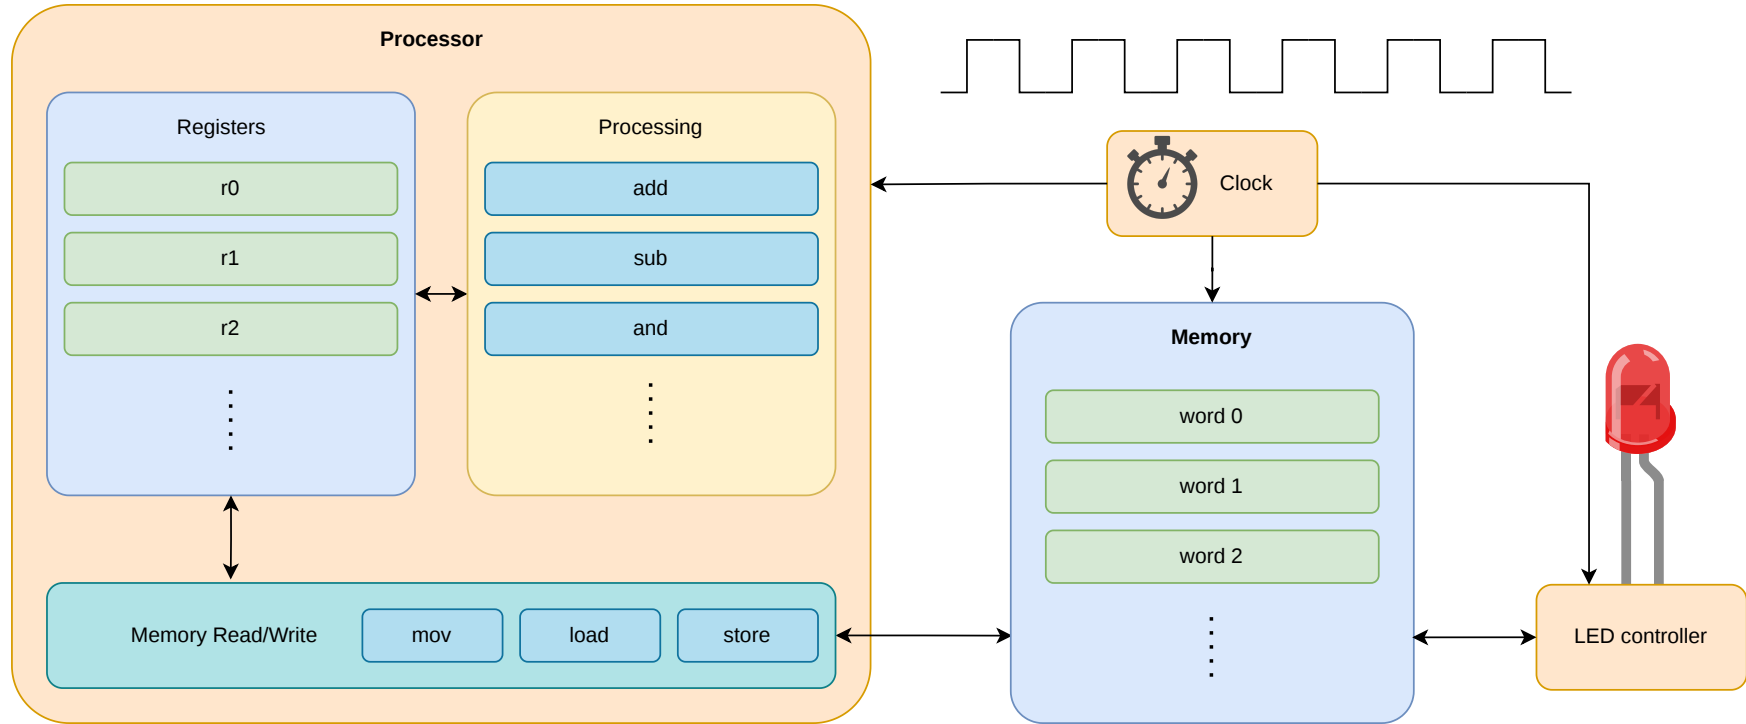 Processor
Registers
r0
r1
r2
Processing
add
sub
and
Memory Read/Write
mov
load
store
Clock
Memory
word 0
word 1
word 2
LED controller